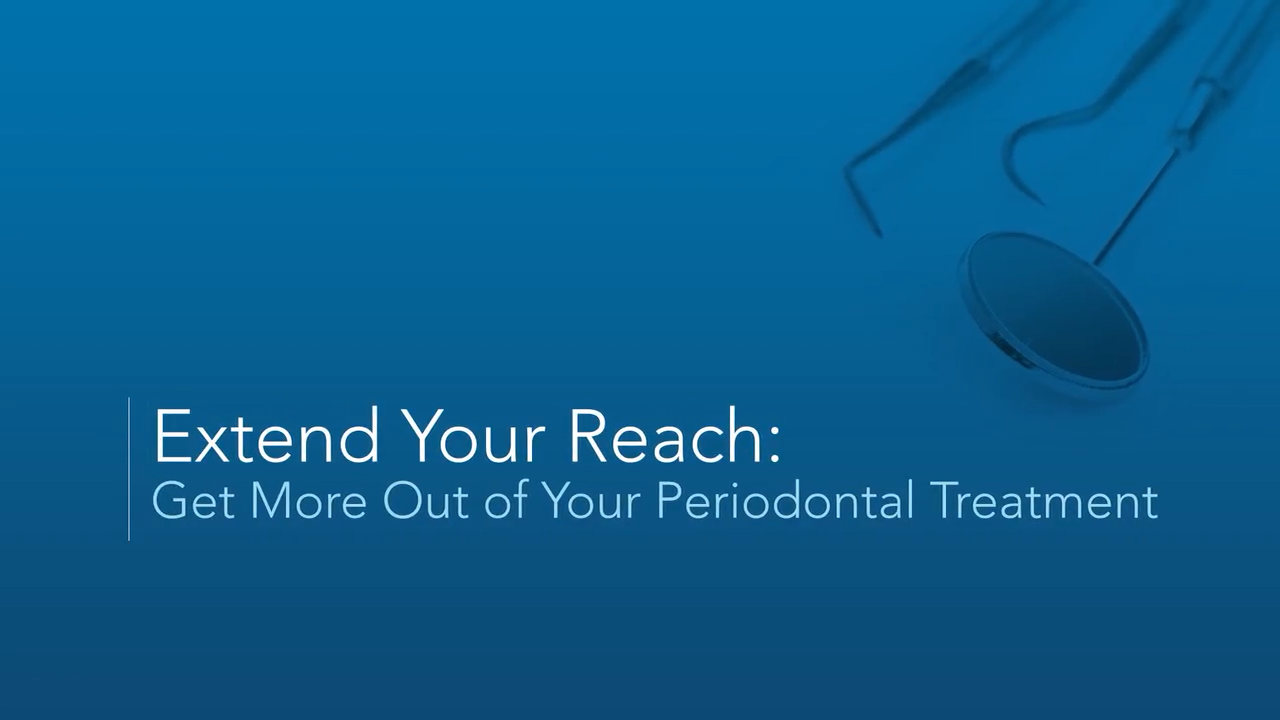 Extend Your Reach:
Get More Out of Your Periodontal Treatment